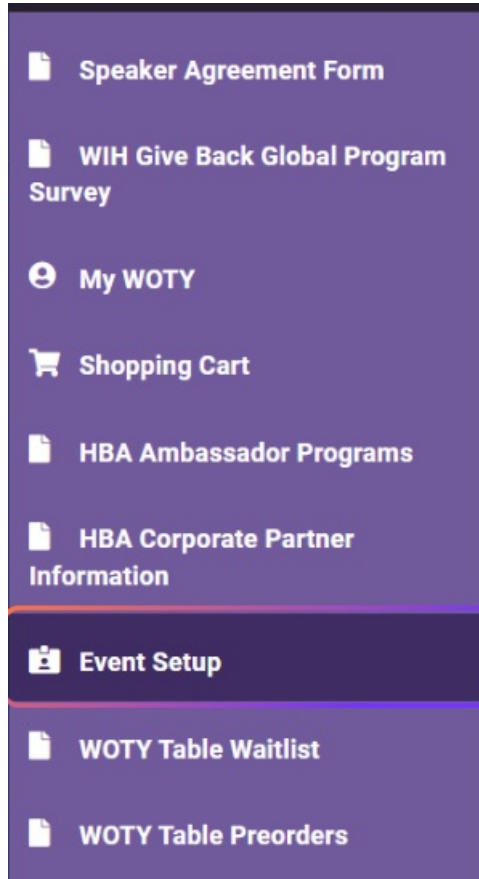 Speaker Agreement Form
WIH Give Back Global Program
Survey
My WOTY
Shopping Cart
HBA Ambassador Programs
HBA Corporate Partner
Information
Event Setup
WOTY Table Waitlist
WOTY Table Preorders